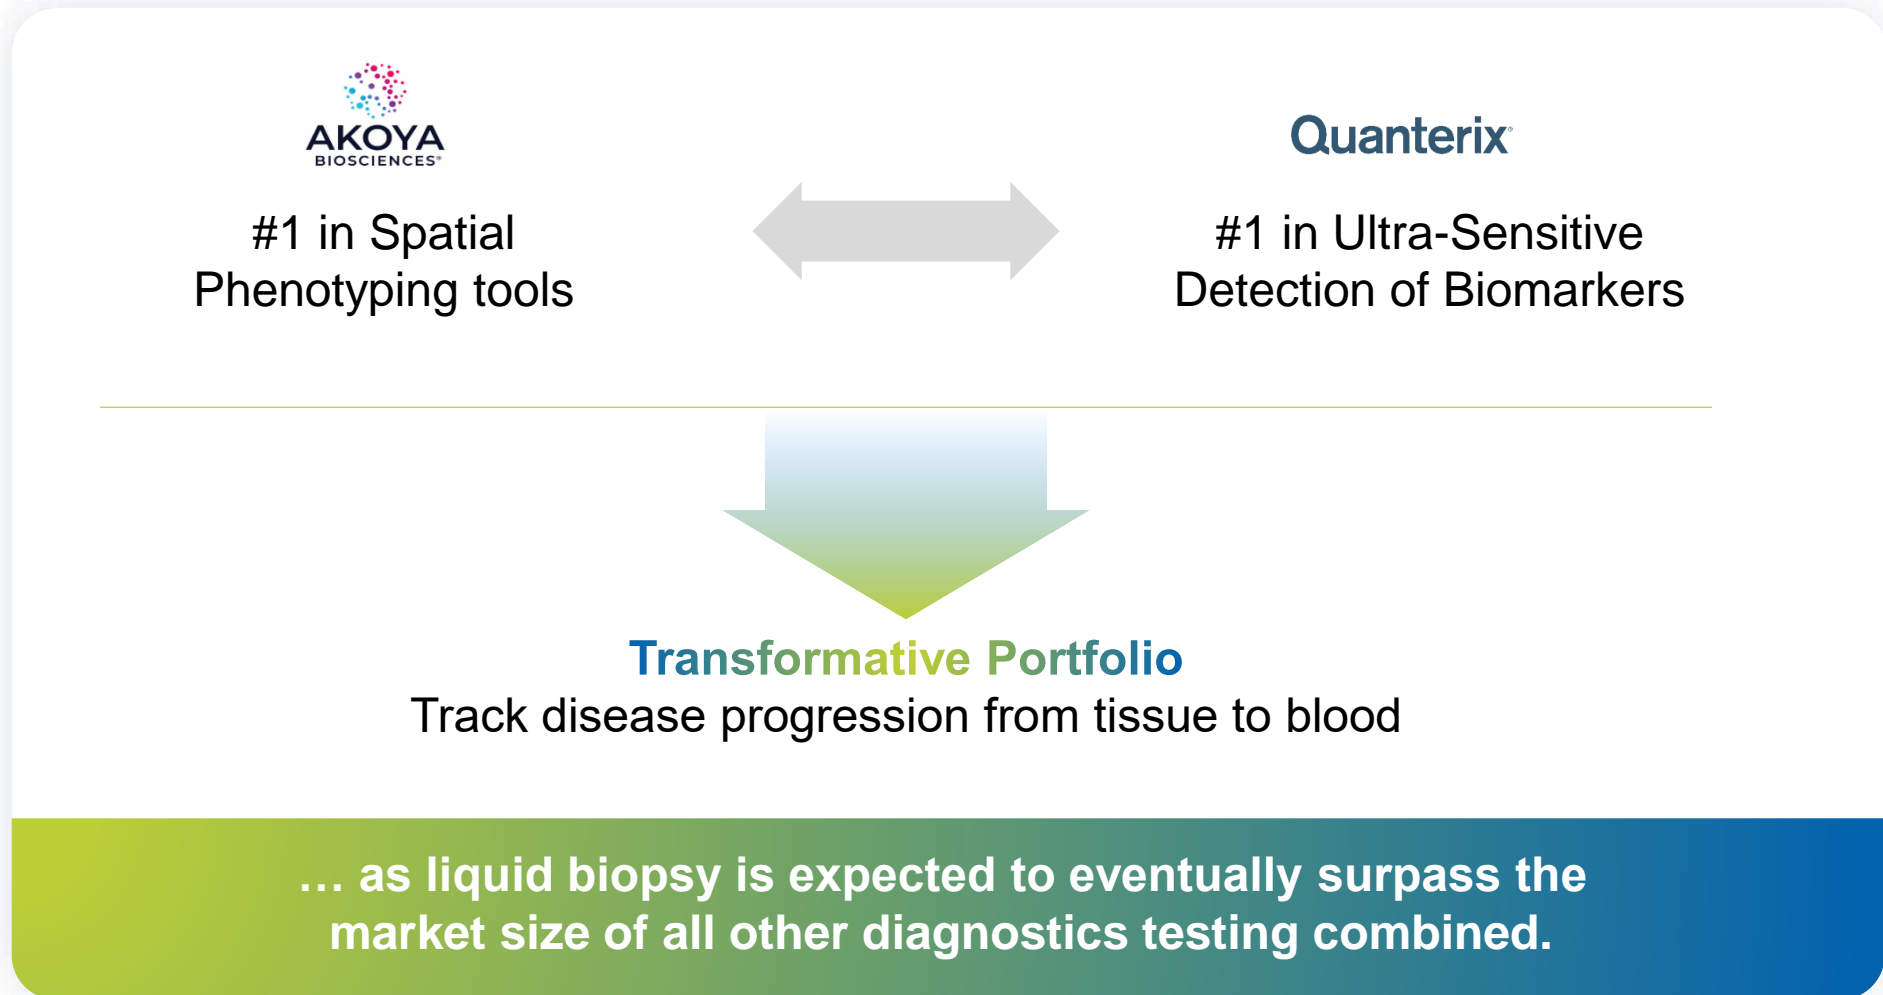 AKOYA
BIOSCIENCES®
Quanterix®
#1 in Spatial
Phenotyping tools
#1 in Ultra-Sensitive
Detection of Biomarkers
Transformative Portfolio
Track disease progression from tissue to blood
... as liquid biopsy is expected to eventually surpass the
market size of all other diagnostics testing combined.